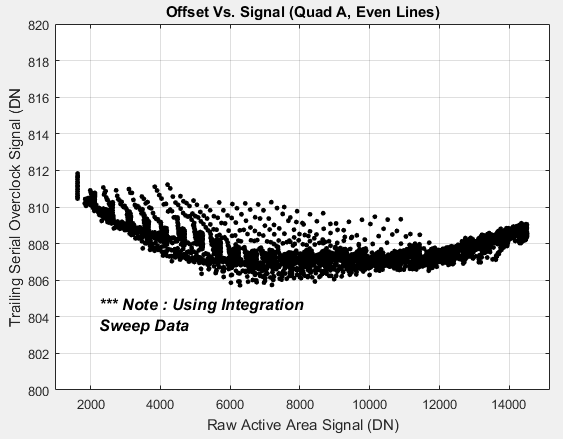 Offset Vs. Signal (Quad A, Even Lines)
820
818
816
814
812
810
808
806
804
802
800
Trailing Serial Overclock Signal (DN
*** Note : Using Integration
Sweep Data
2000 4000 6000 8000 10000 12000 14000
Raw Active Area Signal (DN)